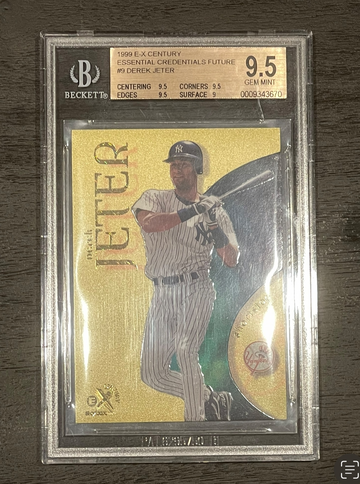 BECKETT®
1999 E-X CENTURY
ESSENTIAL CREDENTIALS FUTURE
#9 DEREK JETER
CENTERING 9.5 CORNERS 9.5
EDGES 9.5 SURFACE 9
9.5
GEM MINT
0009343670
derek
JETER
NY